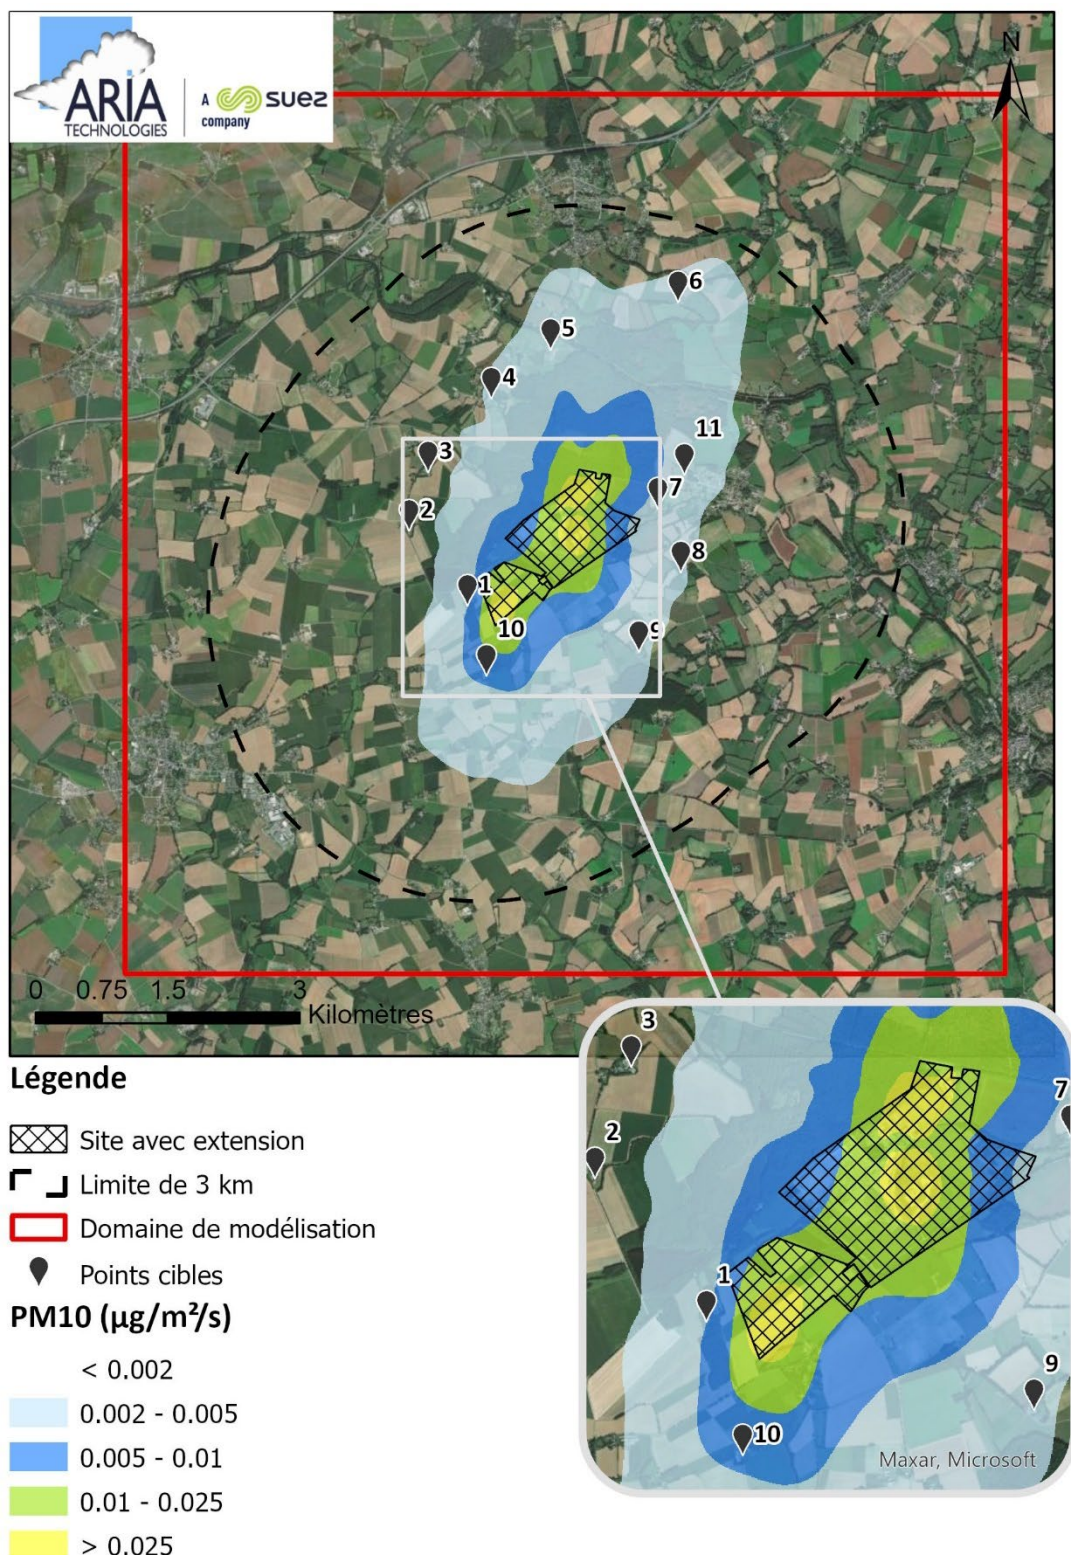 ARIA
TECHNOLOGIES
A
company
suez
N
6
5
4
11
3
7
2
8
1
9
10
0 0.75 1.5 3
Kilomètres
Légende
Site avec extension
Limite de 3 km
Domaine de modélisation
Points cibles
PM10 (µg/m²/s)
< 0.002
0.002 - 0.005
0.005 - 0.01
0.01 - 0.025
> 0.025
3
7
2
1
9
10
Maxar, Microsoft